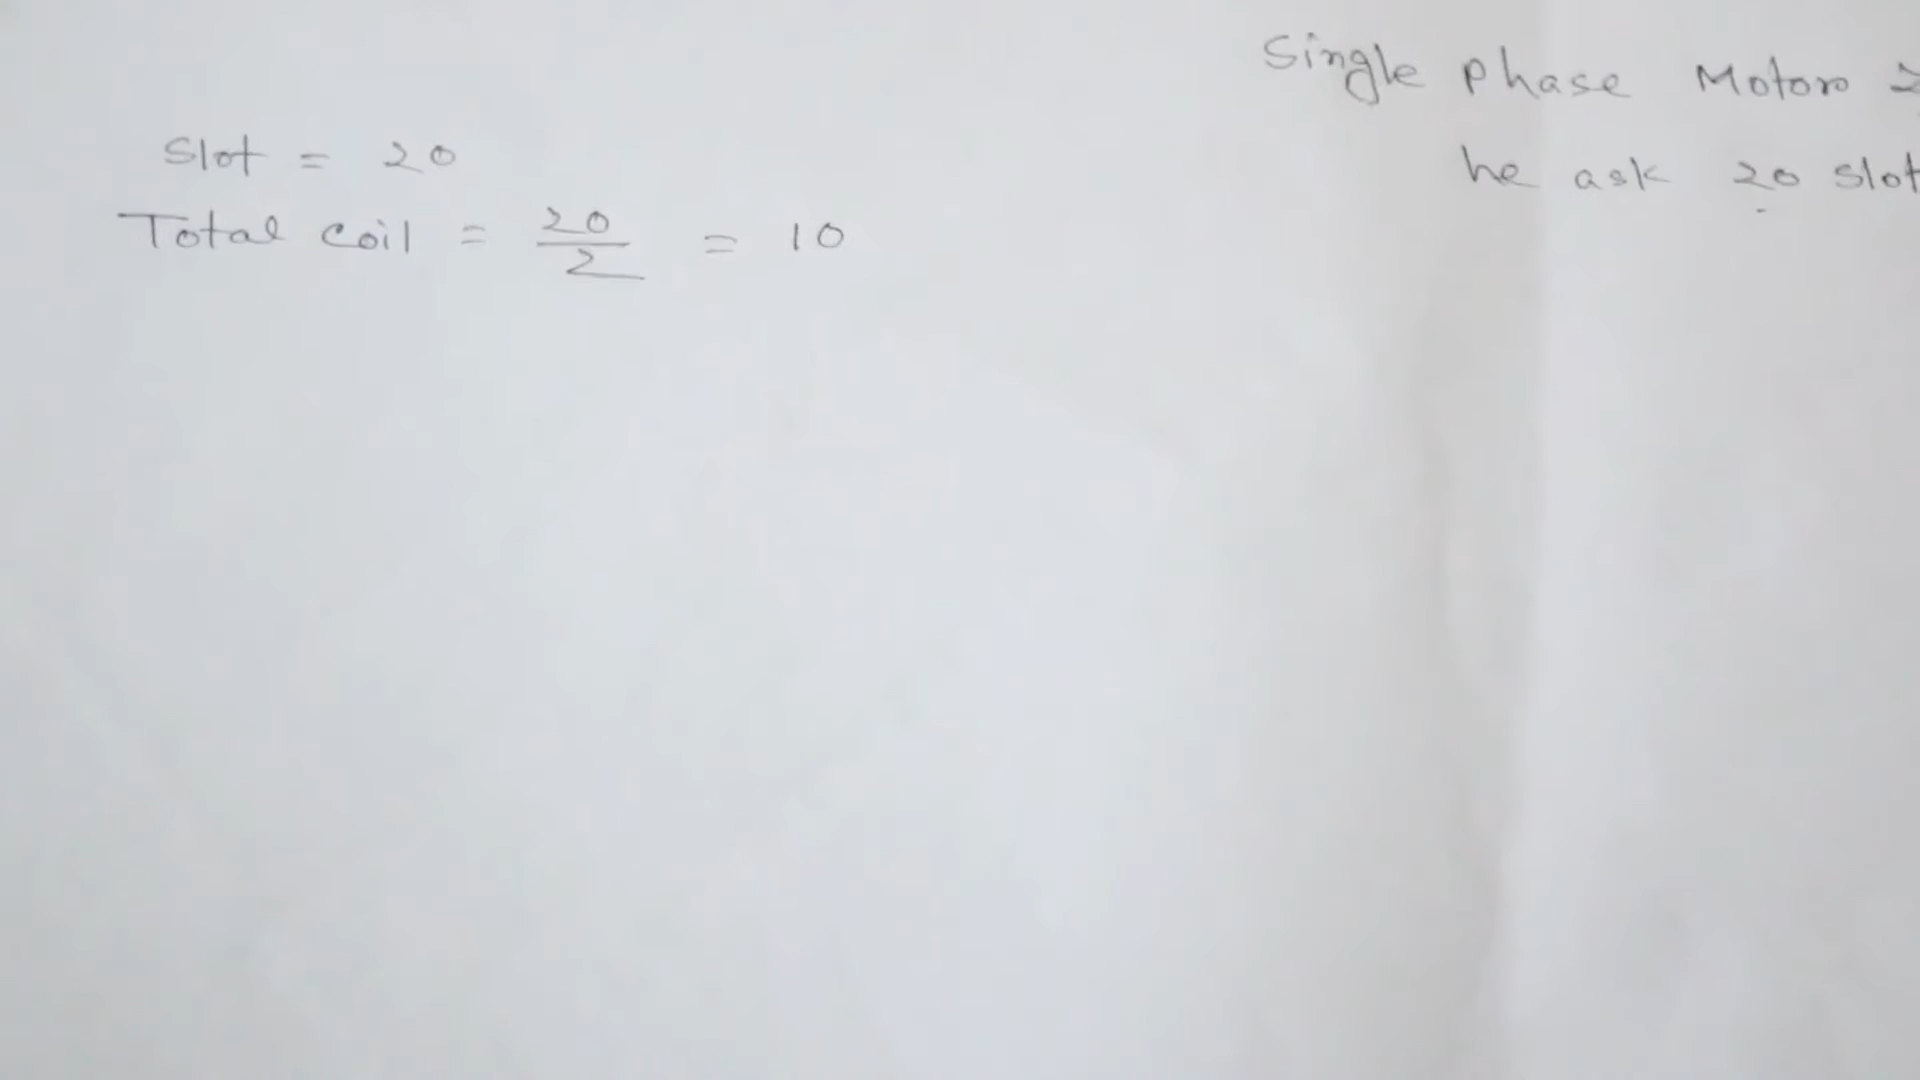 Single Phase Motor
he ask 20 slot
Slot = 20
Total coil = 20/2 = 10